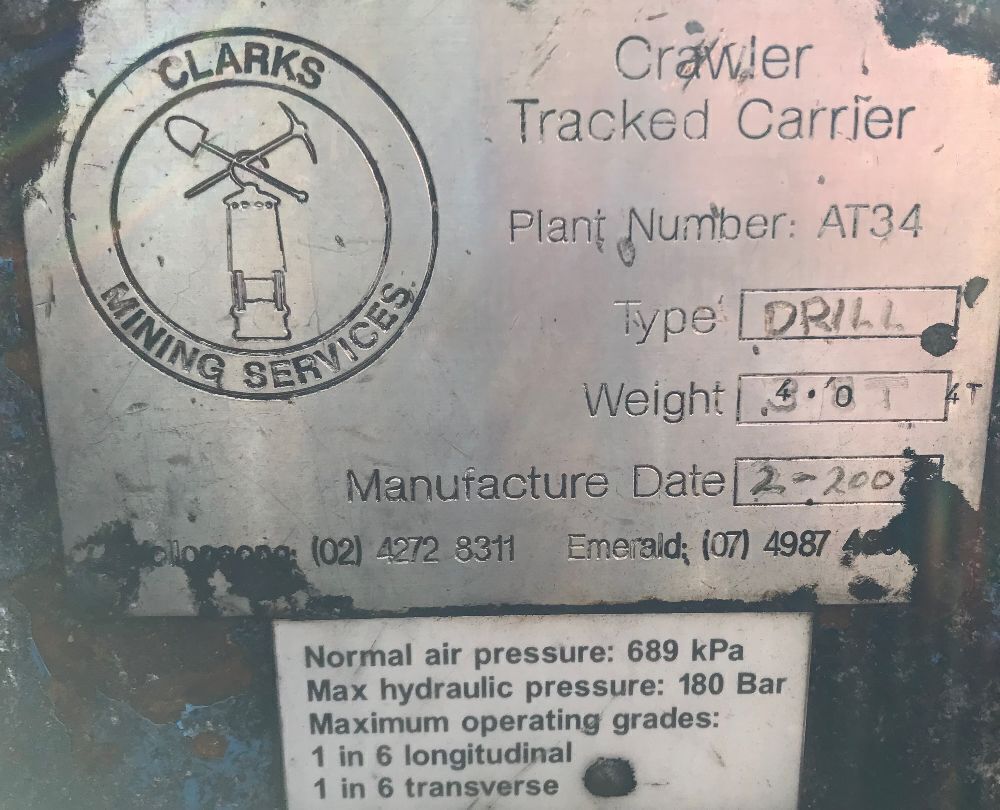 CLARKS
MINING SERVICES
Crawler
Tracked Carrier
Plant Number: AT34
Type DRILL
Weight 4.0 4T
Manufacture Date
(02) 4272 8311 Emerald; (07) 4987
Normal air pressure: 689 kPa
Max hydraulic pressure: 180 Bar
Maximum operating grades:
1 in 6 longitudinal
1 in 6 transverse